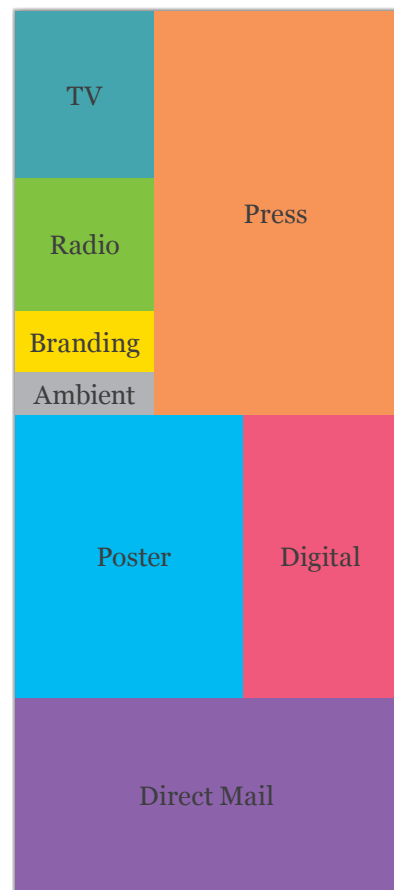 TV
Press
Radio
Branding
Ambient
Poster
Digital
Direct Mail